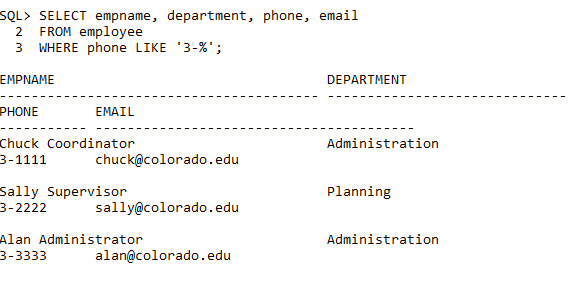 SQL> SELECT empname, department, phone, email
  2  FROM employee
  3  WHERE phone LIKE '3-%';
EMPNAME                                  DEPARTMENT
---------------------------------------- ------------------------------
PHONE      EMAIL
---------- ----------------------------------------
Chuck Coordinator                        Administration
3-1111     chuck@colorado.edu
Sally Supervisor                         Planning
3-2222     sally@colorado.edu
Alan Administrator                       Administration
3-3333     alan@colorado.edu